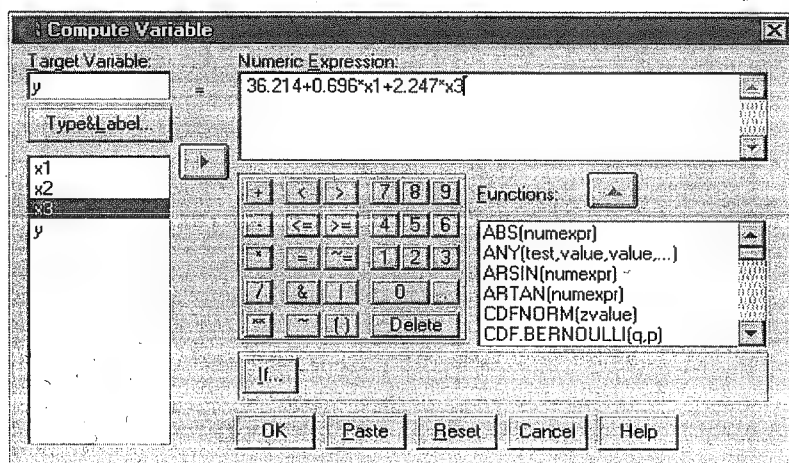 Compute Variable
Target Variable:
y
=
Numeric Expression:
36.214+0.696*x1+2.247*x3
Type&Label...
x1
x2
x3
y
+ < > 7 8 9
- <= >= 4 5 6
* = ~= 1 2 3
/ & | 0 .
** ~ () Delete
Functions:
ABS(numexpr)
ANY(test,value,value,...)
ARSIN(numexpr)
ARTAN(numexpr)
CDFNORM(zvalue)
CDF.BERNOULLI(q,p)
If...
OK Paste Reset Cancel Help